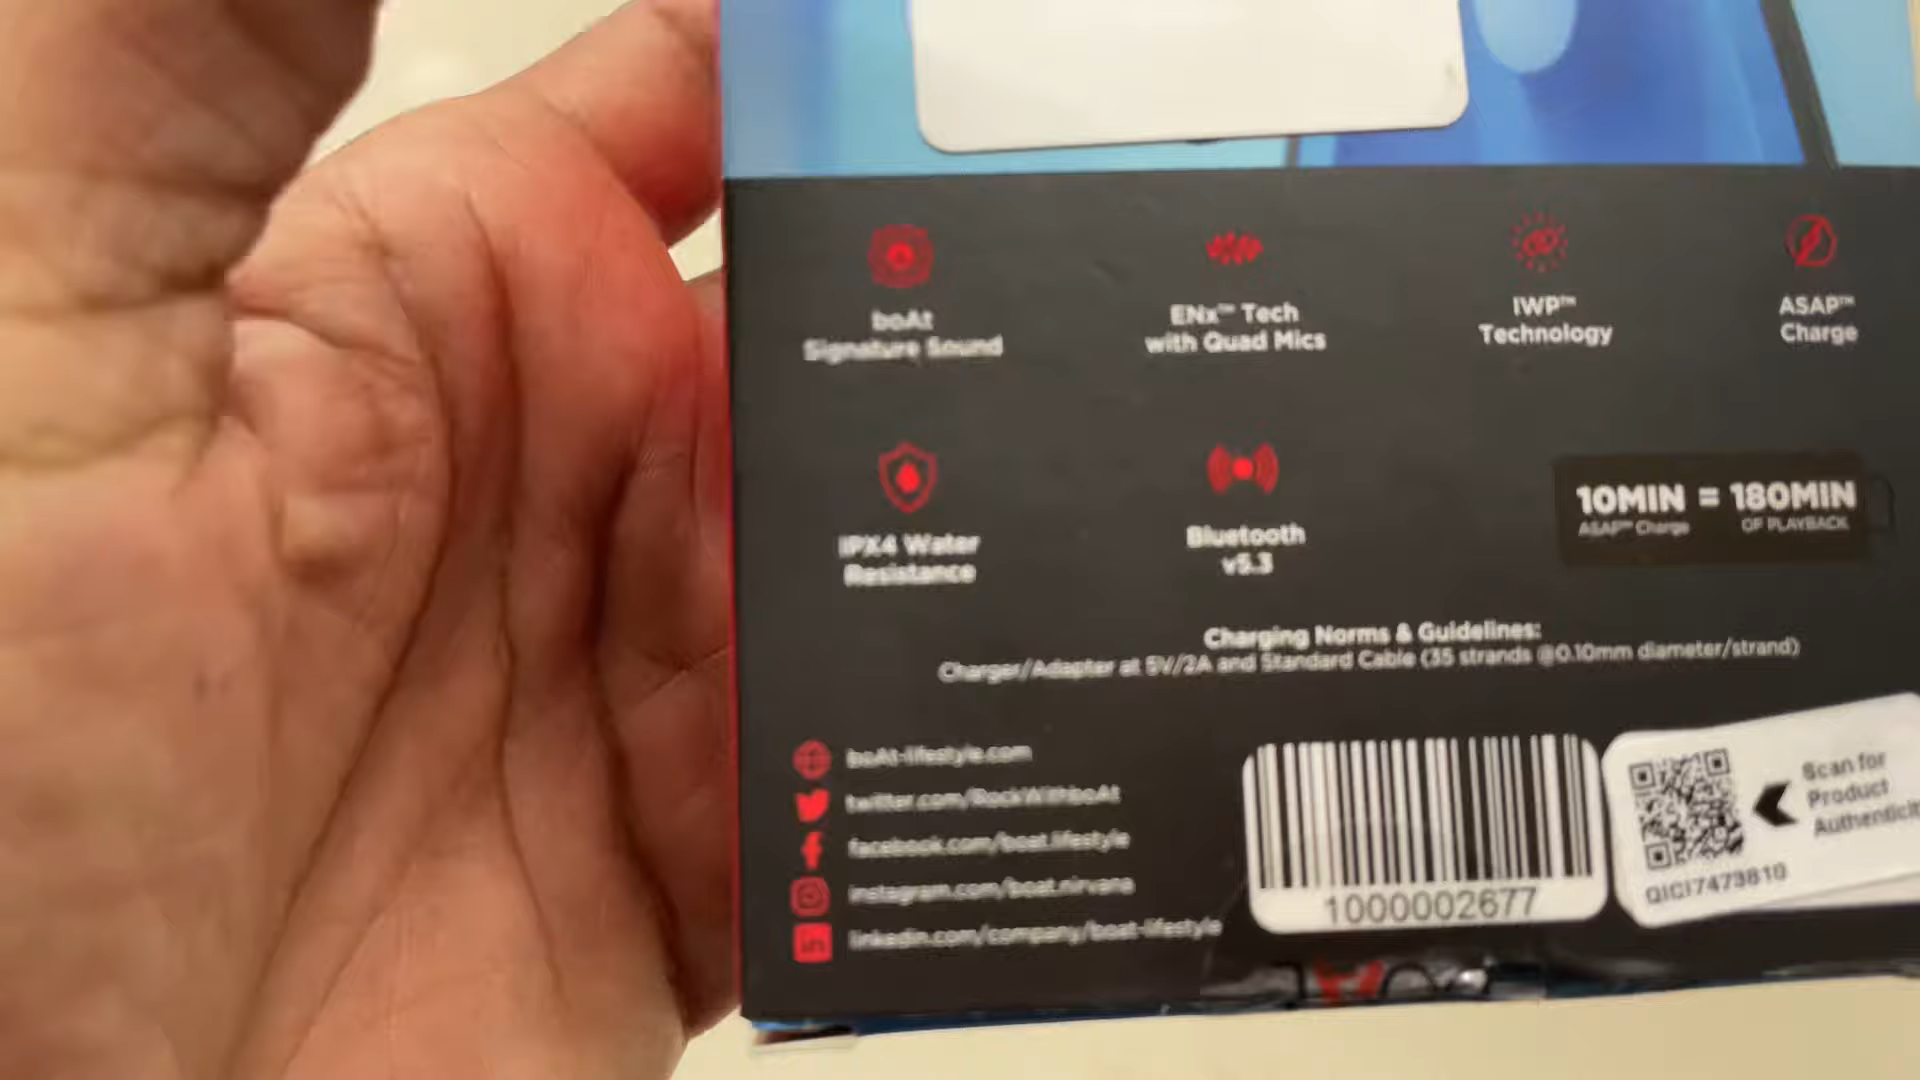 boAt
Signature Sound
ENx™ Tech
with Quad Mics
IWP™
Technology
ASAP™
Charge
IPX4 Water
Resistance
Bluetooth
v5.3
10MIN = 180MIN
ASAP™ Charge OF PLAYBACK
Charging Norms & Guidelines:
Charger/Adapter at 5V/2A and Standard Cable (35 strands @0.10mm diameter/strand)
boAt-lifestyle.com
twitter.com/RockWithboAt
facebook.com/boat.lifestyle
instagram.com/boat.nirvana
linkedin.com/company/boat-lifestyle
1000002677
Scan for
Product
QICI7473810